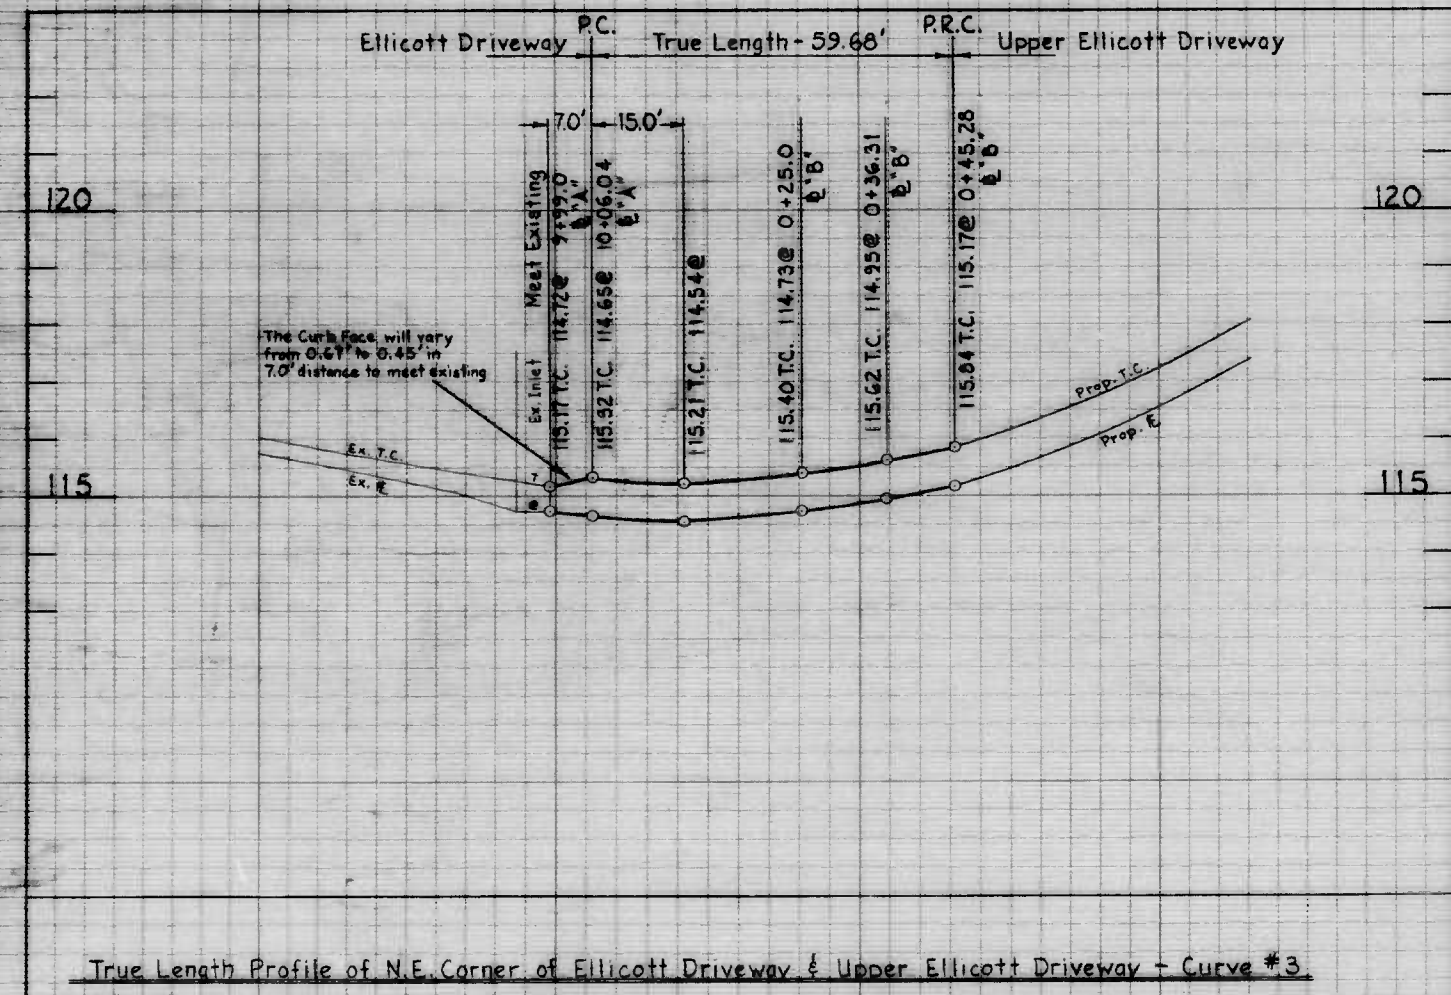 P.C.
P.R.C.
Ellicott Driveway
True Length - 59.68'
Upper Ellicott Driveway
7.0'
15.0'
Meet Existing
Ex. Inlet
115.17 T.C. 114.72@ 9+99.0
℄ "A"
115.32 T.C. 114.65@ 10+06.04
℄ "A"
115.21 T.C. 114.54@
115.40 T.C. 114.73@ 0+25.0
℄ "B"
115.62 T.C. 114.95@ 0+36.31
℄ "B"
115.84 T.C. 115.17@ 0+45.28
℄ "B"
120
120
The Curb Face will vary
from 0.67' to 0.45' in
7.0' distance to meet existing
Ex. T.C.
Ex.
Prop. T.C.
Prop.
115
115
True Length Profile of N.E. Corner of Ellicott Driveway & Upper Ellicott Driveway - Curve #3